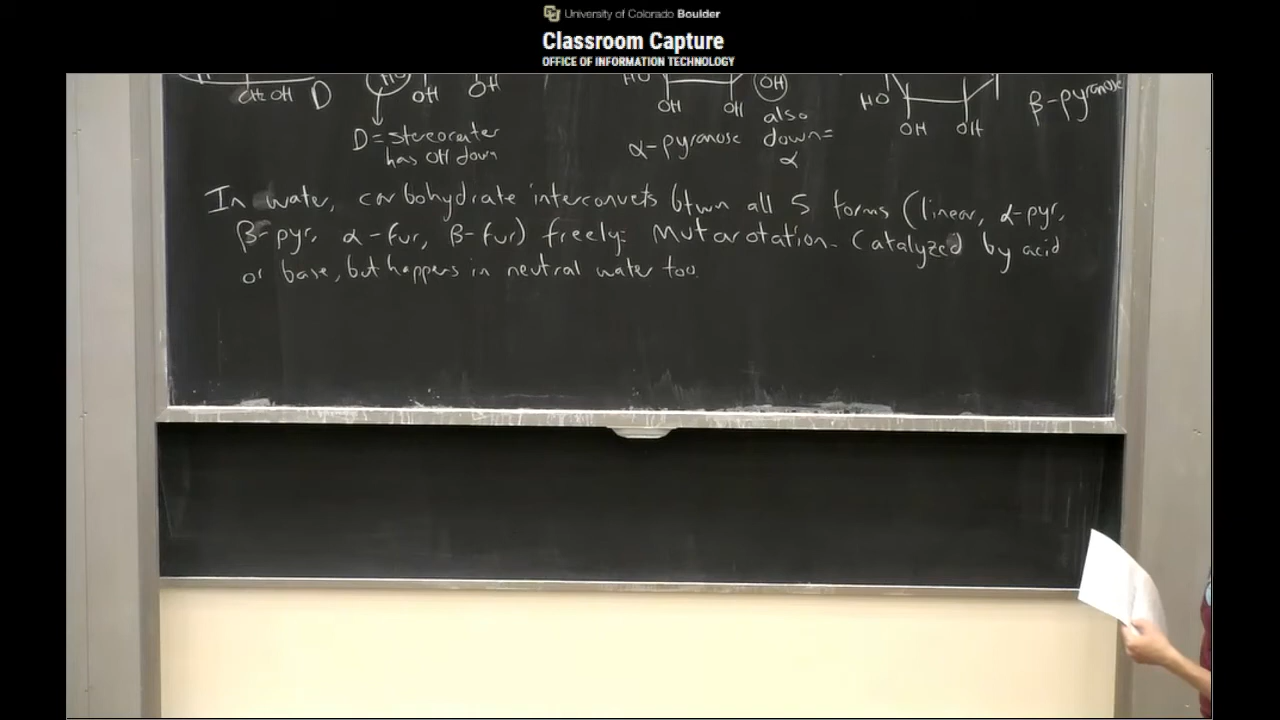 University of Colorado Boulder
Classroom Capture
OFFICE OF INFORMATION TECHNOLOGY
CH2OH D HO OH OH HO OH OH OH HO OH OH β-pyranose
D = stereocenter has OH down
α-pyranose
also down = α
In water, carbohydrate interconverts btwn all 5 forms (linear, α-pyr,
β-pyr, α-fur, β-fur) freely: Mutarotation. Catalyzed by acid
or base, but happens in neutral water too.